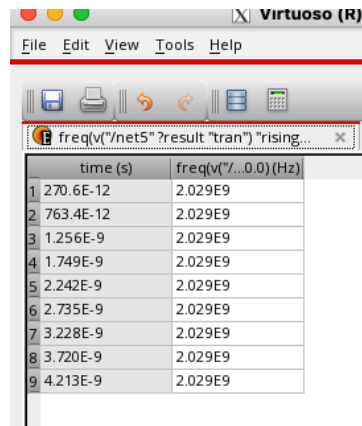 Virtuoso (R)
File Edit View Tools Help
freq(v("/net5" ?result "tran") "rising...
time (s) freq(v("/...0.0) (Hz)
1 270.6E-12 2.029E9
2 763.4E-12 2.029E9
3 1.256E-9 2.029E9
4 1.749E-9 2.029E9
5 2.242E-9 2.029E9
6 2.735E-9 2.029E9
7 3.228E-9 2.029E9
8 3.720E-9 2.029E9
9 4.213E-9 2.029E9